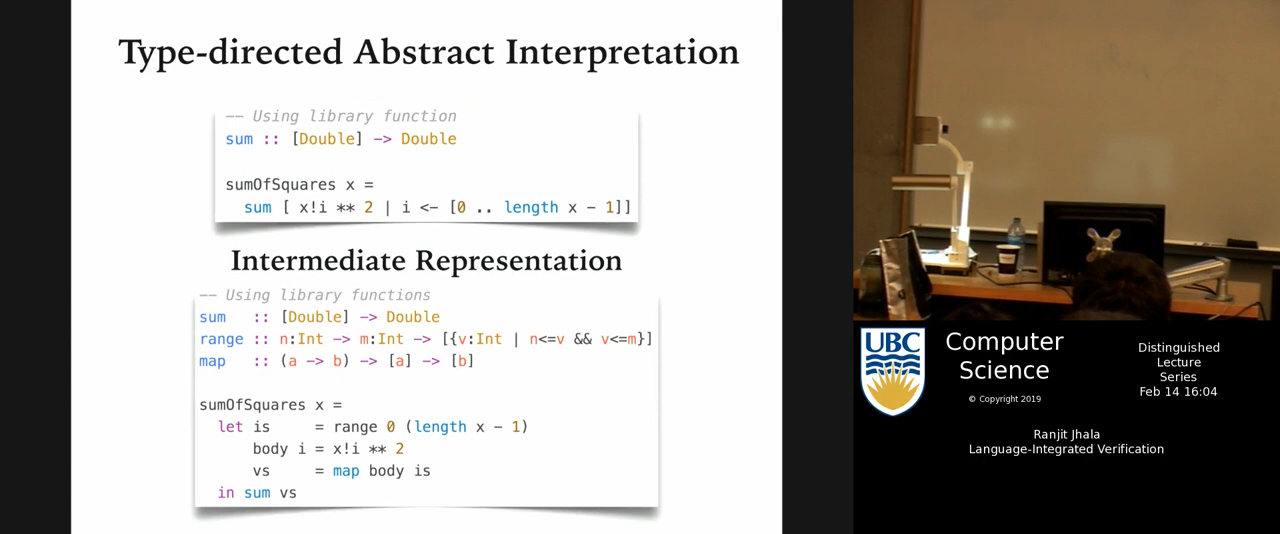 Type-directed Abstract Interpretation
-- Using library function
sum :: [Double] -> Double
sumOfSquares x =
sum [ x!i ** 2 | i <- [0 .. length x - 1]]
Intermediate Representation
-- Using library functions
sum :: [Double] -> Double
range :: n:Int -> m:Int -> [{v:Int | n<=v && v<=m}]
map :: (a -> b) -> [a] -> [b]
sumOfSquares x =
let is = range 0 (length x - 1)
body i = x!i ** 2
vs = map body is
in sum vs
UBC
Computer
Science
© Copyright 2019
Distinguished
Lecture
Series
Feb 14 16:04
Ranjit Jhala
Language-Integrated Verification